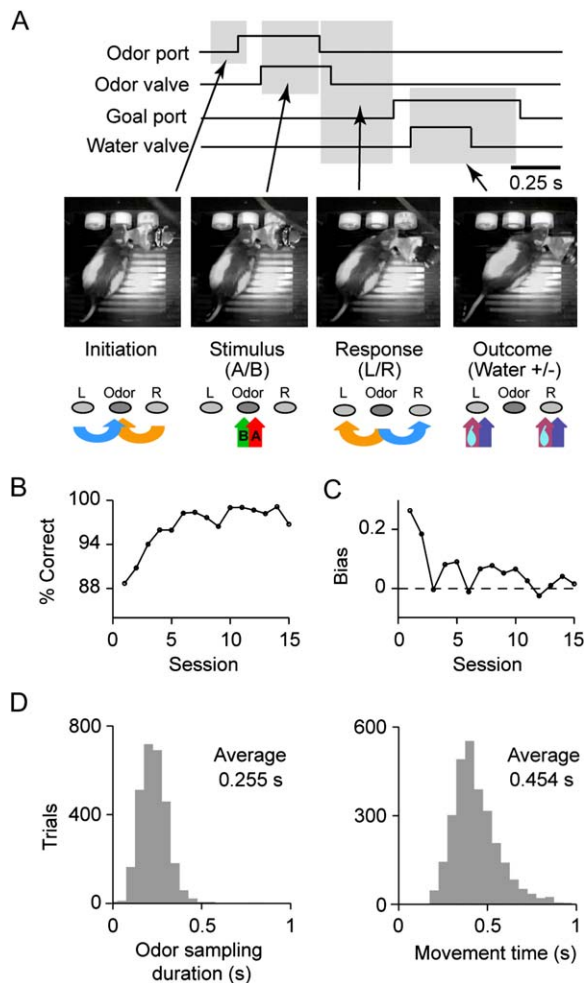 A
Odor port
Odor valve
Goal port
Water valve
0.25 s
Initiation
Stimulus
(A/B)
Response
(L/R)
Outcome
(Water +/-)
L Odor R
L Odor R
L Odor R
L Odor R
B A
B
100
94
88
% Correct
0 5 10 15
Session
C
0.2
0
Bias
0 5 10 15
Session
D
800
400
0
Trials
Average
0.255 s
0 0.5 1
Odor sampling
duration (s)
600
300
0
Average
0.454 s
0 0.5 1
Movement time (s)